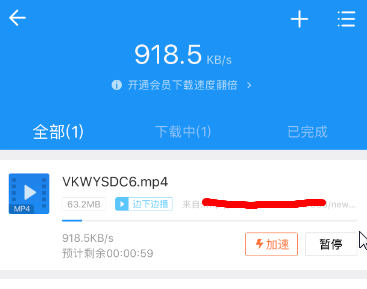 918.5 KB/s
开通会员下载速度翻倍
全部(1) 下载中(1) 已完成
VKWYSDC6.mp4
MP4
63.2MB 边下边播 来自 /new...
918.5KB/s
预计剩余00:00:59
加速 暂停